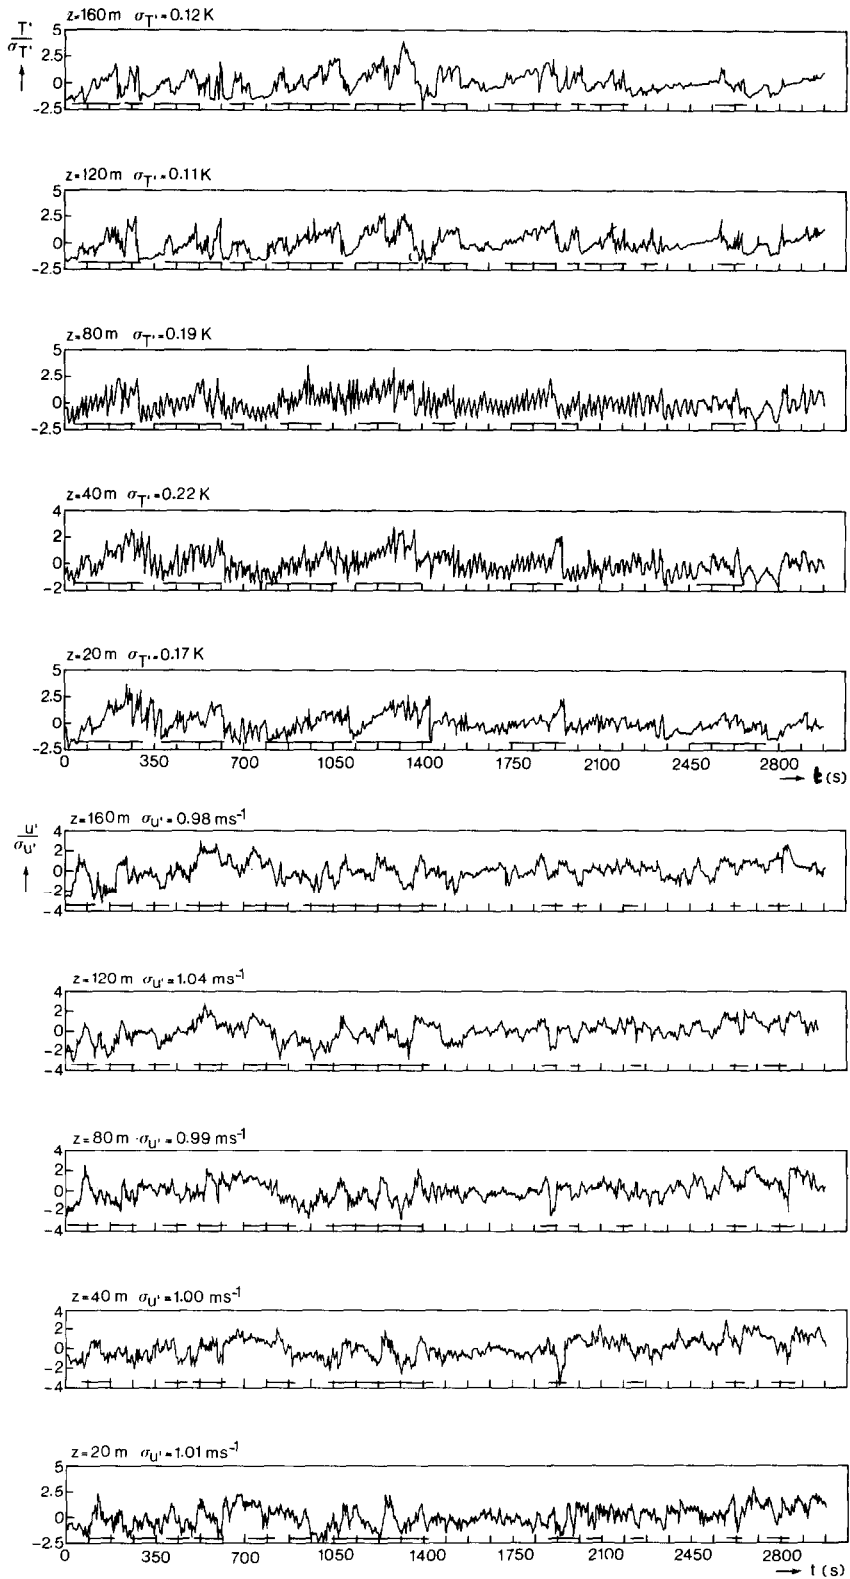 T'
σT'
z=160m σT'=0.12K
5
2.5
0
-2.5
z=120m σT'=0.11K
5
2.5
0
-2.5
z=80m σT'=0.19K
5
2.5
0
-2.5
z=40m σT'=0.22K
4
2
0
-2
z=20m σT'=0.17K
5
2.5
0
-2.5
0 350 700 1050 1400 1750 2100 2450 2800
t (s)
u'
σu'
z=160m σu'=0.98 ms⁻¹
4
2
0
-2
-4
z=120m σu'=1.04 ms⁻¹
4
2
0
-2
-4
z=80m σu'=0.99 ms⁻¹
4
2
0
-2
-4
z=40m σu'=1.00 ms⁻¹
4
2
0
-2
-4
z=20m σu'=1.01 ms⁻¹
5
2.5
0
-2.5
0 350 700 1050 1400 1750 2100 2450 2800
t (s)